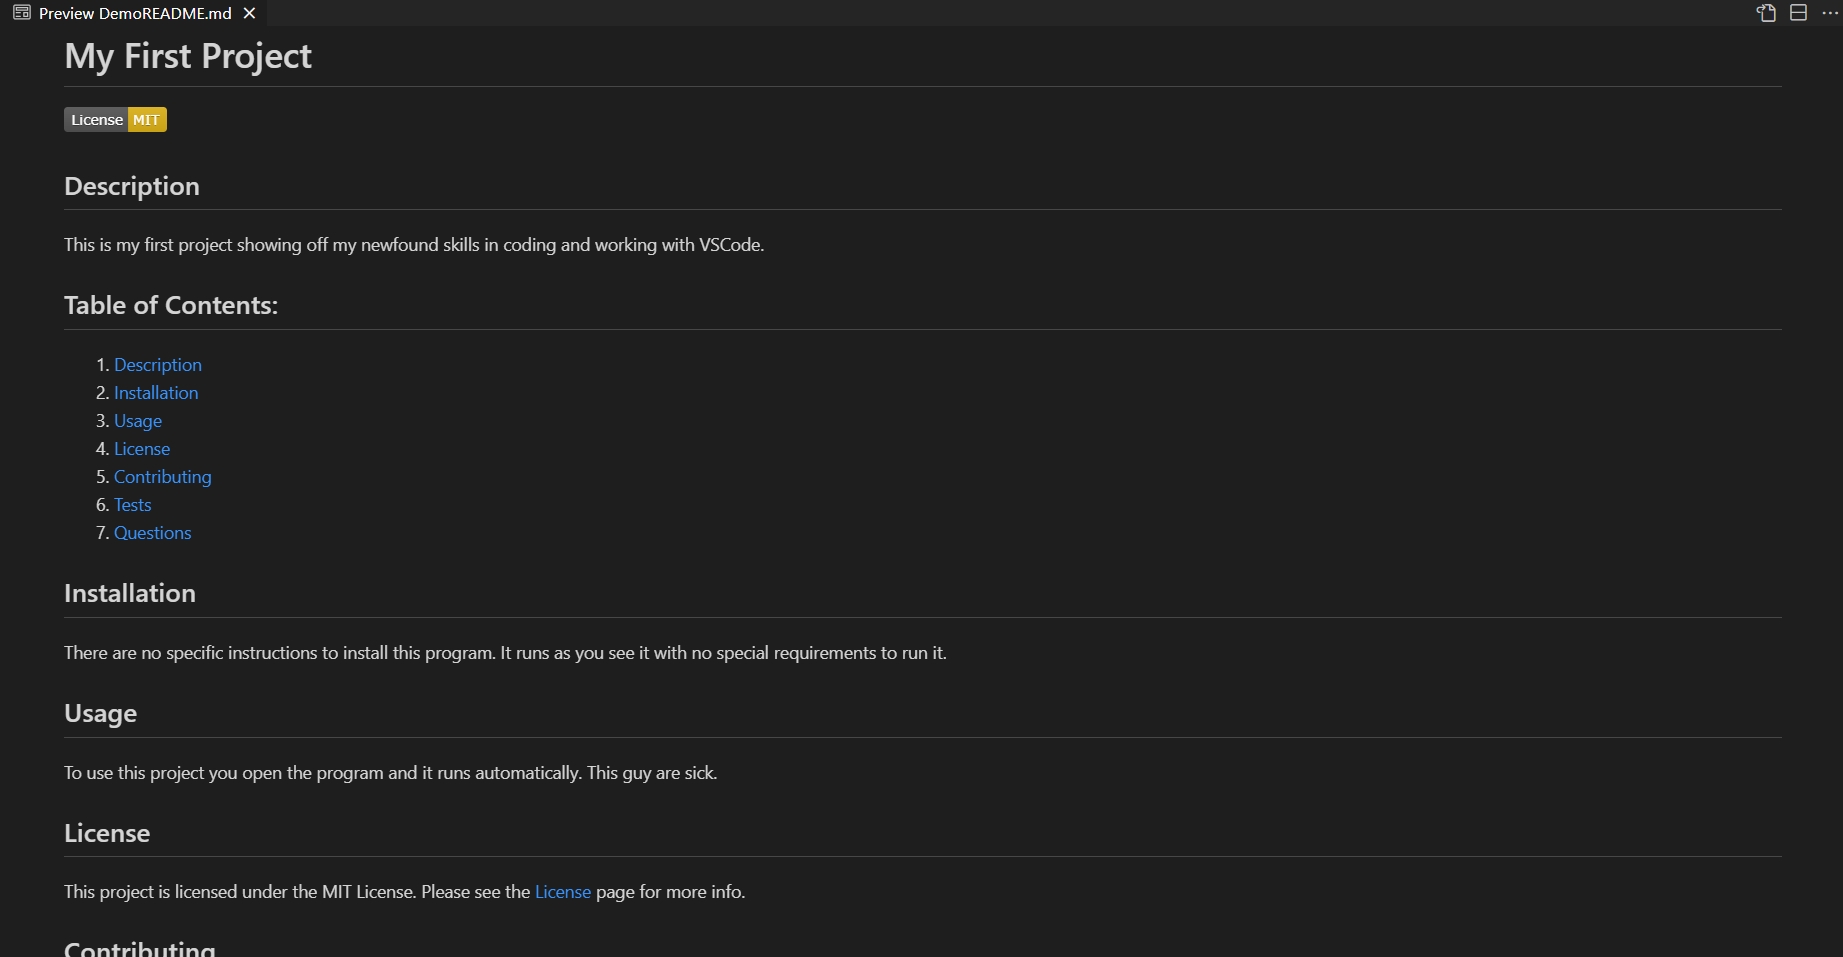 Preview DemoREADME.md
My First Project
License MIT
Description
This is my first project showing off my newfound skills in coding and working with VSCode.
Table of Contents:
1. Description
2. Installation
3. Usage
4. License
5. Contributing
6. Tests
7. Questions
Installation
There are no specific instructions to install this program. It runs as you see it with no special requirements to run it.
Usage
To use this project you open the program and it runs automatically. This guy are sick.
License
This project is licensed under the MIT License. Please see the License page for more info.
Contributing